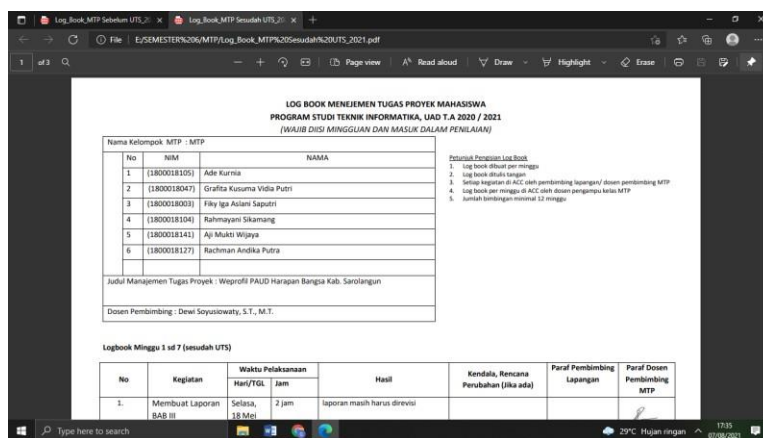 Log_Book_MTP Sebelum UTS_2
Log_Book_MTP Sesudah UTS_2
File E:/SEMESTER%206/MTP/Log_Book_MTP%20Sesudah%20UTS_2021.pdf
1 of 3 Page view Read aloud Draw Highlight Erase
LOG BOOK MENEJEMEN TUGAS PROYEK MAHASISWA
PROGRAM STUDI TEKNIK INFORMATIKA, UAD T.A 2020 / 2021
(WAJIB DIISI MINGGUAN DAN MASUK DALAM PENILAIAN)
Nama Kelompok MTP : MTP
No NIM NAMA
1 (1800018105) Ade Kurnia
2 (1800018047) Grafita Kusuma Vidia Putri
3 (1800018003) Fiky Iga Aslani Saputri
4 (1800018104) Rahmayani Sikamang
5 (1800018141) Aji Mukti Wijaya
6 (1800018127) Rachman Andika Putra
Judul Manajemen Tugas Proyek : Weprofil PAUD Harapan Bangsa Kab. Sarolangun
Dosen Pembimbing : Dewi Soyusiowaty, S.T., M.T.
Petunjuk Pengisian Log Book
1. Log book dibuat per minggu
2. Log book ditulis tangan
3. Setiap kegiatan di ACC oleh pembimbing lapangan/ dosen pembimbing MTP
4. Log book per minggu di ACC oleh dosen pengampu kelas MTP
5. Jumlah bimbingan minimal 12 minggu
Logbook Minggu 1 sd 7 (sesudah UTS)
No Kegiatan Waktu Pelaksanaan Hasil Kendala, Rencana Perubahan (Jika ada) Paraf Pembimbing Lapangan Paraf Dosen Pembimbing MTP
Hari/TGL Jam
1. Membuat Laporan BAB III Selasa, 18 Mei 2 jam laporan masih harus direvisi
Type here to search
29°C Hujan ringan
17:35
07/08/2021